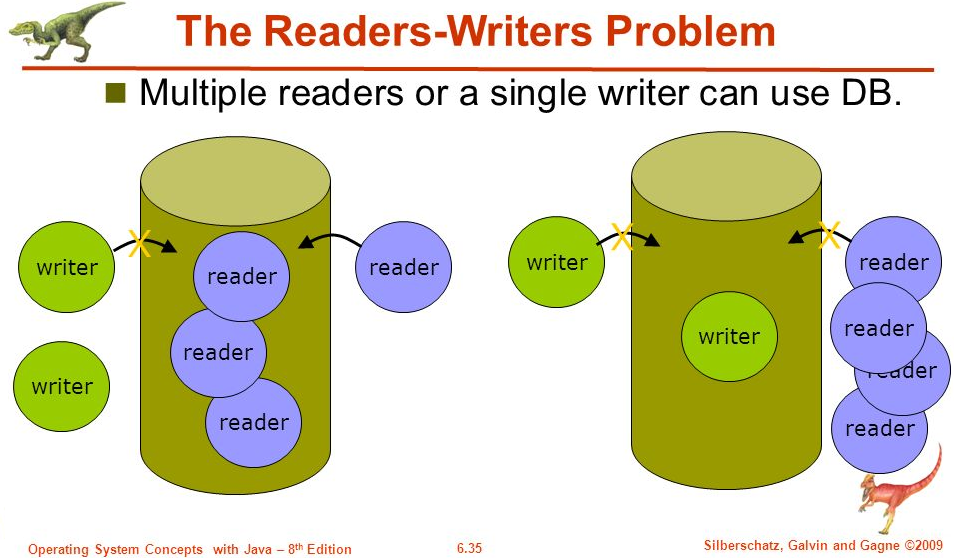 The Readers-Writers Problem
Multiple readers or a single writer can use DB.
writer
X
reader
reader
reader
reader
writer
writer
X
writer
X
reader
reader
reader
reader
Operating System Concepts with Java – 8th Edition
6.35
Silberschatz, Galvin and Gagne ©2009